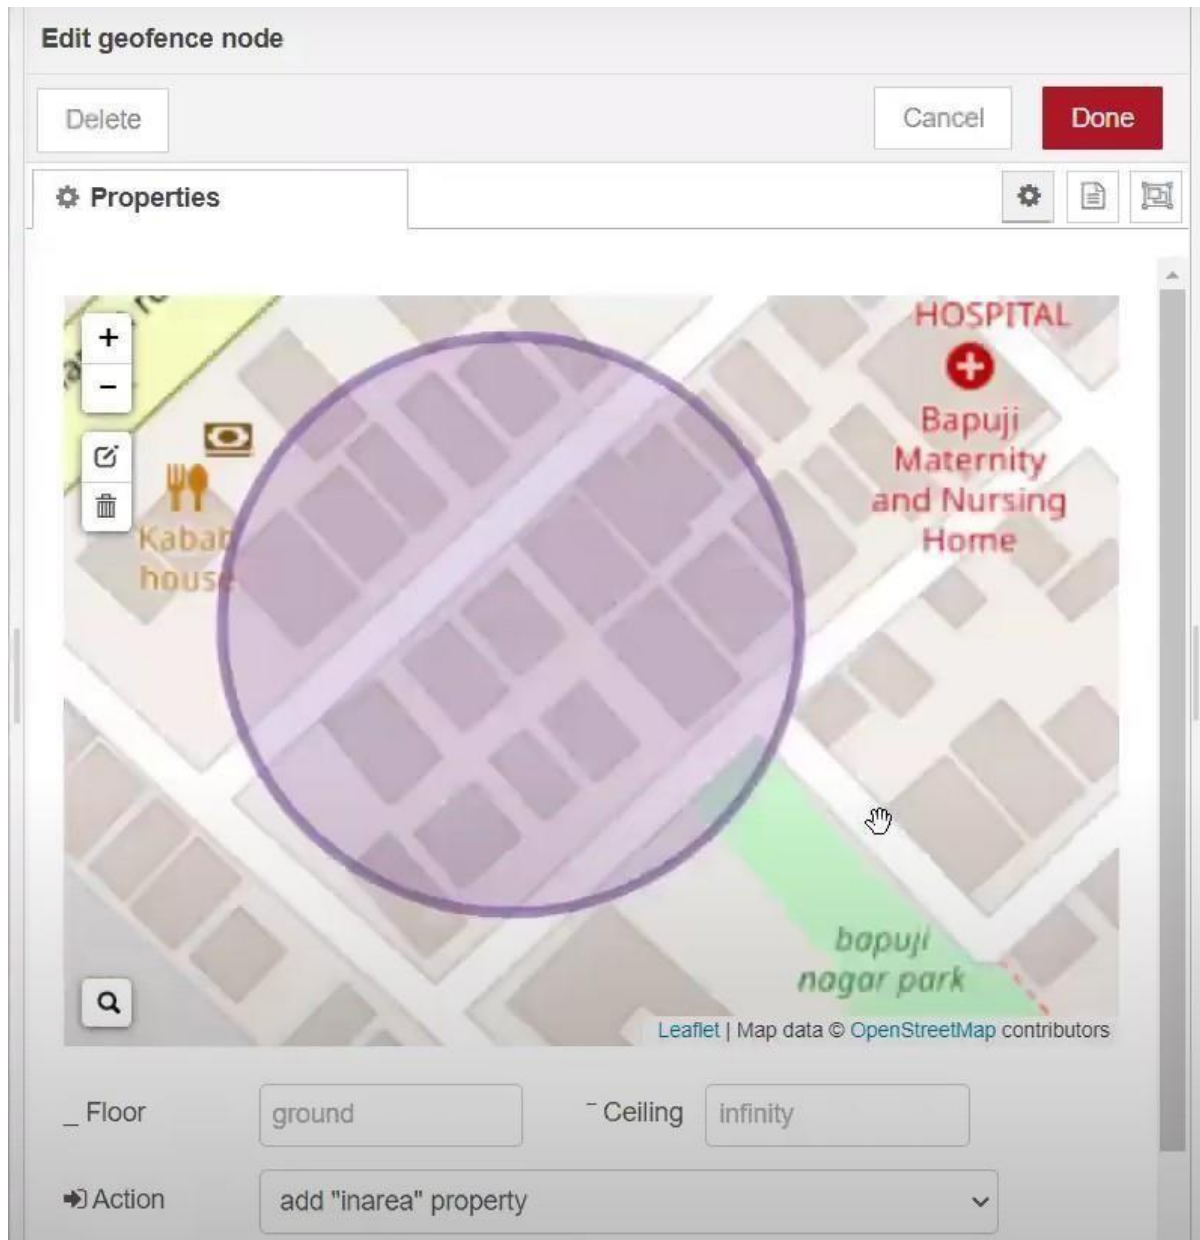 Edit geofence node
Delete
Cancel
Done
Properties
+
−
HOSPITAL
Bapuji
Maternity
and Nursing
Home
Kabab
house
bapuji
nagar park
Leaflet | Map data © OpenStreetMap contributors
Floor
ground
Ceiling
infinity
Action
add "inarea" property